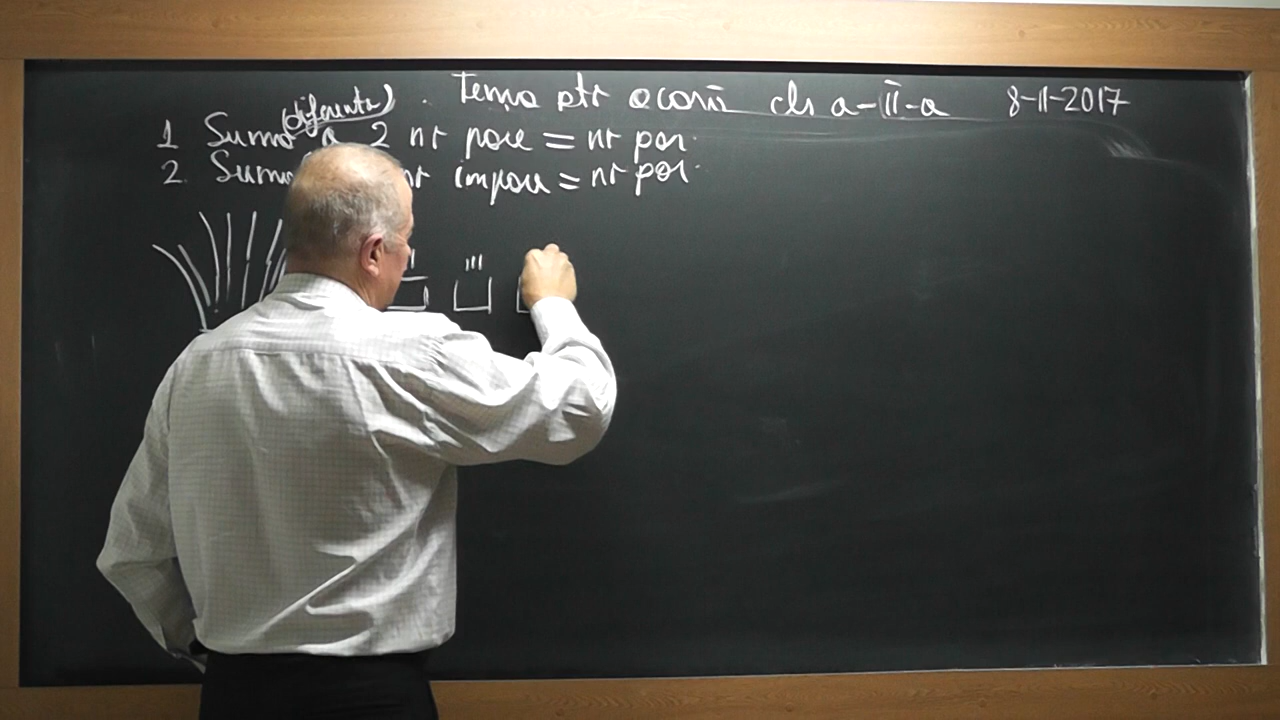 Tema ptr acasă cls a-II-a 8-11-2017
(diferența)
1 Suma a 2 nr pare = nr par.
2. Suma nr impare = nr par.